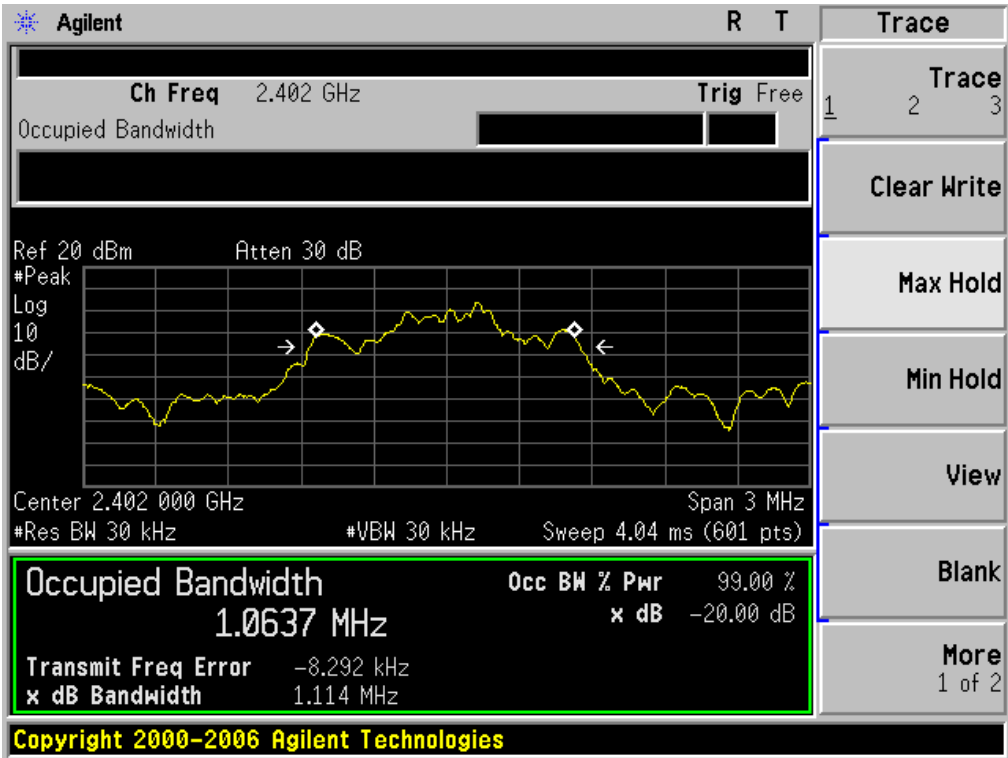 Agilent R T
Ch Freq 2.402 GHz Trig Free
Occupied Bandwidth
Ref 20 dBm Atten 30 dB
#Peak
Log
10
dB/
Center 2.402 000 GHz Span 3 MHz
#Res BW 30 kHz #VBW 30 kHz Sweep 4.04 ms (601 pts)
Occupied Bandwidth Occ BW % Pwr 99.00 %
1.0637 MHz x dB -20.00 dB
Transmit Freq Error -8.292 kHz
x dB Bandwidth 1.114 MHz
Copyright 2000-2006 Agilent Technologies
Trace
Trace
1 2 3
Clear Write
Max Hold
Min Hold
View
Blank
More
1 of 2